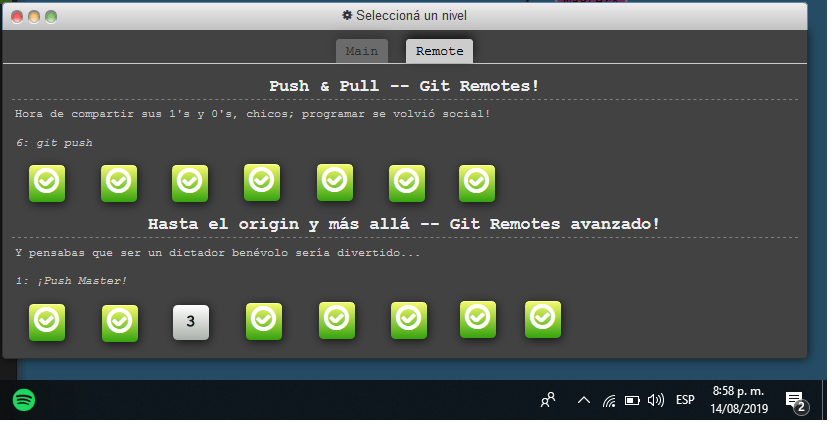 Seleccioná un nivel
Main
Remote
Push & Pull -- Git Remotes!
Hora de compartir sus 1's y 0's, chicos; programar se volvió social!
6: git push
Hasta el origin y más allá -- Git Remotes avanzado!
Y pensabas que ser un dictador benévolo sería divertido...
1: ¡Push Master!
3
ESP
8:58 p. m.
14/08/2019
2